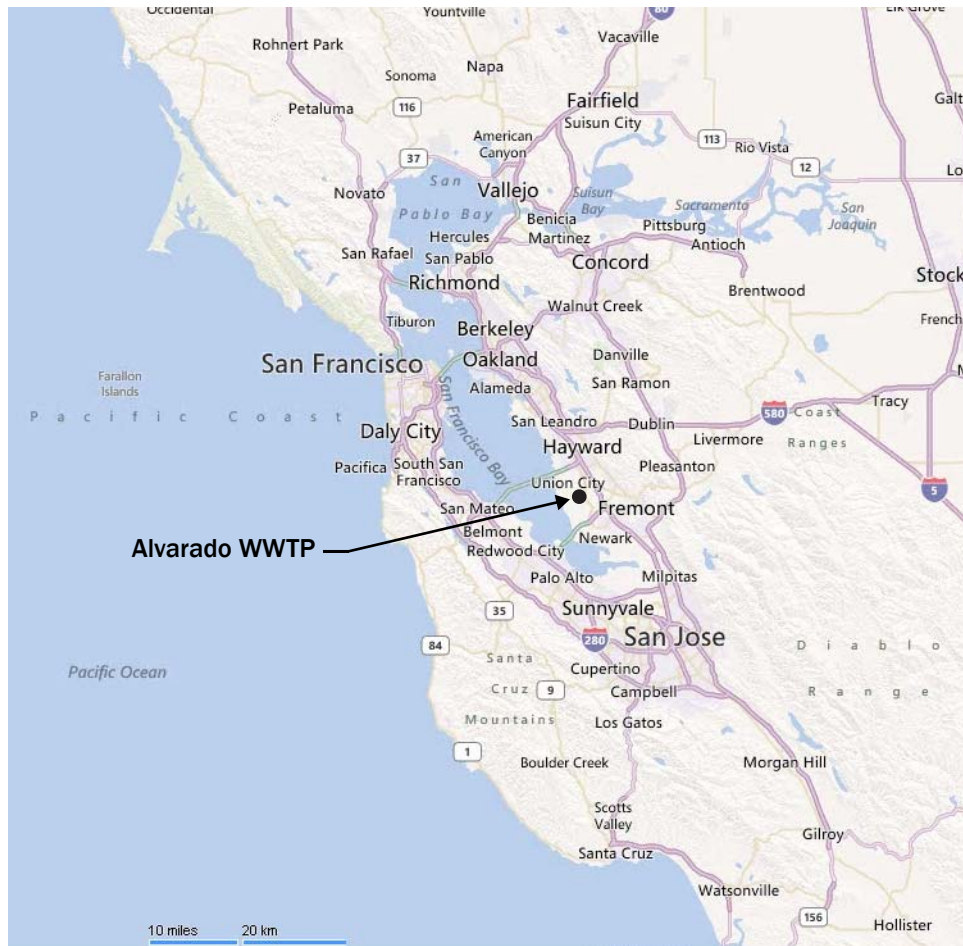 Occidental
Yountville
80
Elk Grove
Rohnert Park
Vacaville
Sonoma
Napa
Petaluma
116
Fairfield
Suisun City
American
Canyon
113
Rio Vista
37
12
San
Pablo Bay
Vallejo
Suisun
Bay
Novato
Benicia
Sacramento
San
Joaquin
Hercules
Martinez
Pittsburg
Antioch
San Rafael
San Pablo
Concord
Richmond
Stock
Brentwood
Walnut Creek
Tiburon
Berkeley
French
San Francisco
Oakland
Danville
Farallon
Islands
Alameda
San Ramon
Tracy
Pacific Coast
580
Coast
Ranges
San Leandro
Dublin
Daly City
San Francisco Bay
Hayward
Livermore
Pacifica
South San
Francisco
Pleasanton
Union City
5
San Mateo
Fremont
Belmont
Newark
Alvarado WWTP
Redwood City
Palo Alto
Milpitas
35
Sunnyvale
280
San Jose
84
Santa
Cruz
Mountains
Diablo
Range
Pacific Ocean
Cupertino
9
Campbell
Los Gatos
1
Boulder Creek
Morgan Hill
Scotts
Valley
Gilroy
Santa Cruz
Watsonville
156
Hollister
10 miles
20 km